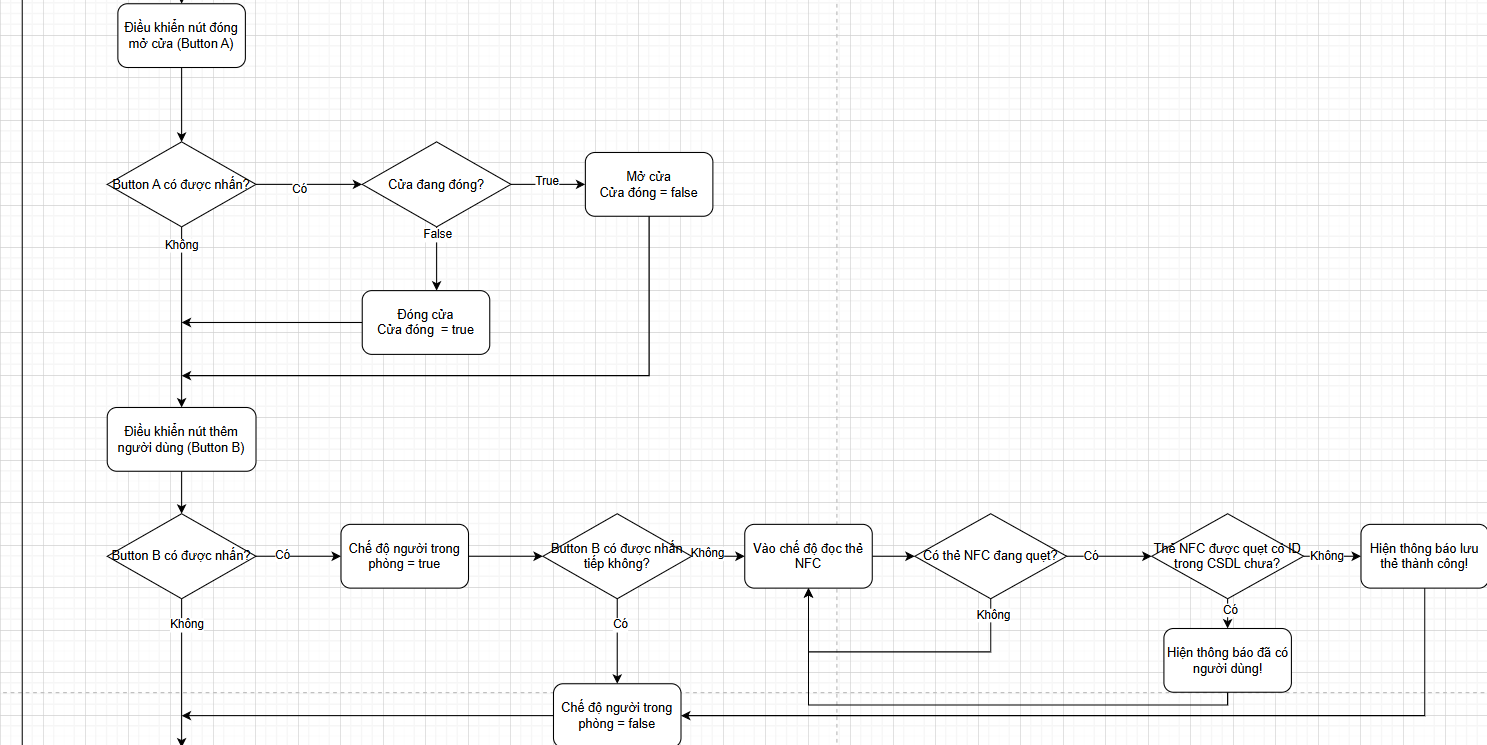 Điều khiển nút đóng
mở cửa (Button A)
Button A có được nhấn?
Có
Cửa đang đóng?
True
Mở cửa
Cửa đóng = false
Không
False
Đóng cửa
Cửa đóng = true
Điều khiển nút thêm
người dùng (Button B)
Button B có được nhấn?
Có
Chế độ người trong
phòng = true
Button B có được nhấn
tiếp không?
Không
Vào chế độ đọc thẻ
NFC
Có thẻ NFC đang quẹt?
Có
Thẻ NFC được quẹt có ID
trong CSDL chưa?
Không
Hiện thông báo lưu
thẻ thành công!
Không
Có
Không
Có
Hiện thông báo đã có
người dùng!
Chế độ người trong
phòng = false